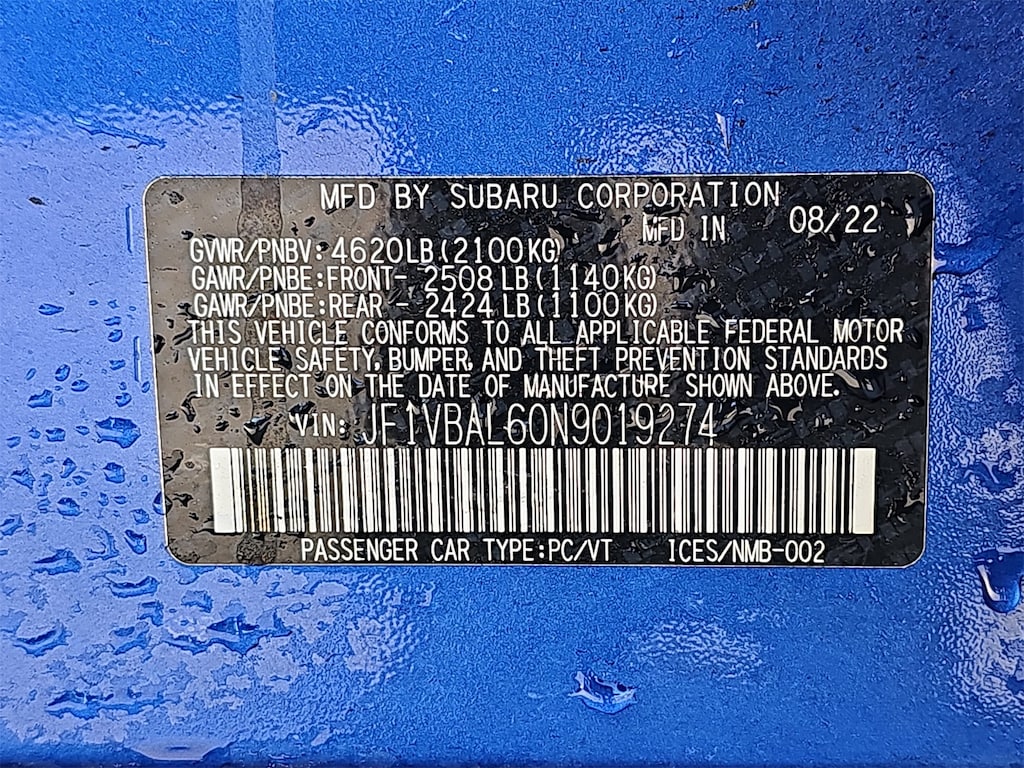 MFD BY SUBARU CORPORATION
MFD IN 08/22
GVWR/PNBV: 4620LB (2100KG)
GAWR/PNBE: FRONT- 2508 LB (1140KG)
GAWR/PNBE: REAR - 2424 LB (1100KG)
THIS VEHICLE CONFORMS TO ALL APPLICABLE FEDERAL MOTOR
VEHICLE SAFETY, BUMPER, AND THEFT PREVENTION STANDARDS
IN EFFECT ON THE DATE OF MANUFACTURE SHOWN ABOVE.
VIN: JF1VBAL60N9019274
PASSENGER CAR TYPE: PC/VT ICES/NMB-002